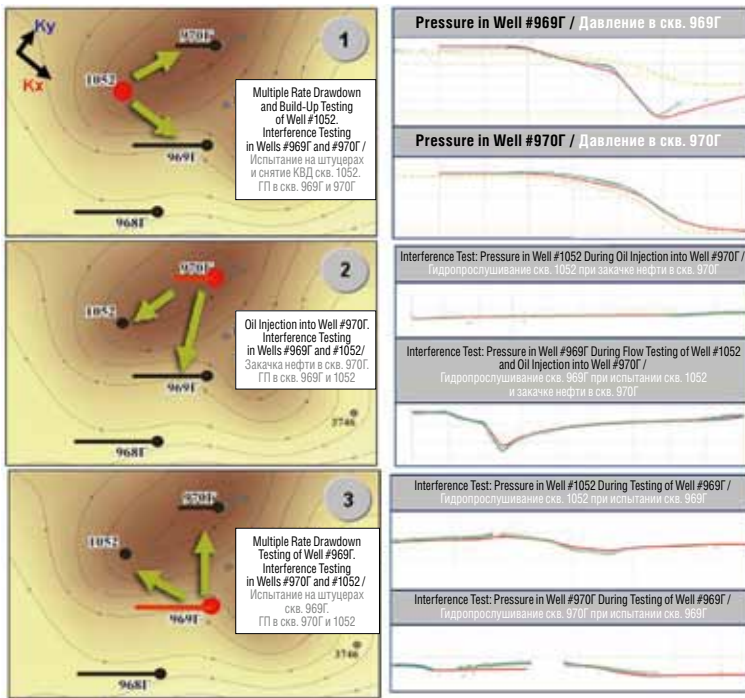 Ky
Kx
1052
970Г
969Г
968Г
1
Multiple Rate Drawdown
and Build-Up Testing
of Well #1052.
Interference Testing
in Wells #969Г and #970Г /
Испытание на штуцерах
и снятие КВД скв. 1052.
ГП в скв. 969Г и 970Г
Pressure in Well #969Г / Давление в скв. 969Г
Pressure in Well #970Г / Давление в скв. 970Г
970Г
1052
969Г
968Г
3746
2
Oil Injection into Well #970Г.
Interference Testing
in Wells #969Г and #1052/
Закачка нефти в скв. 970Г.
ГП в скв. 969Г и 1052
Interference Test: Pressure in Well #1052 During Oil Injection into Well #970Г /
Гидропрослушивание скв. 1052 при закачке нефти в скв. 970Г
Interference Test: Pressure in Well #969Г During Flow Testing of Well #1052
and Oil Injection into Well #970Г /
Гидропрослушивание скв. 969Г при испытании скв. 1052
и закачке нефти в скв. 970Г
970Г
1052
969Г
968Г
3746
3
Multiple Rate Drawdown
Testing of Well #969Г.
Interference Testing
in Wells #970Г and #1052 /
Испытание на штуцерах
скв. 969Г.
ГП в скв. 970Г и 1052
Interference Test: Pressure in Well #1052 During Testing of Well #969Г /
Гидропрослушивание скв. 1052 при испытании скв. 969Г
Interference Test: Pressure in Well #970Г During Testing of Well #969Г /
Гидропрослушивание скв. 970Г при испытании скв. 969Г